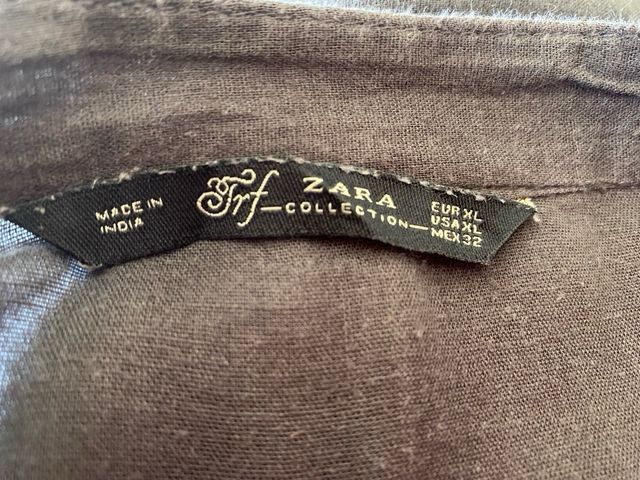 MADE IN
INDIA
Trf
ZARA
COLLECTION
EUR XL
USA XL
MEX 32